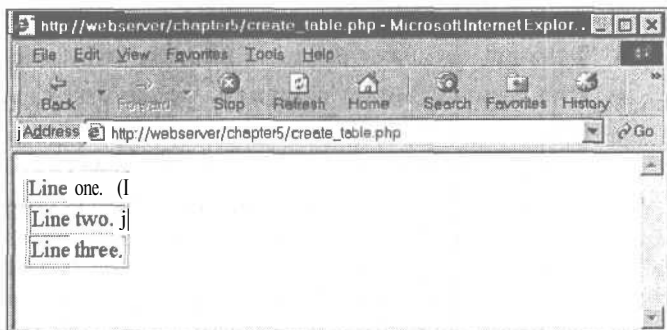 http://webserver/chapter5/create_table.php - Microsoft Internet Explor...
File Edit View Favorites Tools Help
Back Forward Stop Refresh Home Search Favorites History »
j Address http://webserver/chapter5/create_table.php Go
Line one. (I
Line two. j|
Line three.